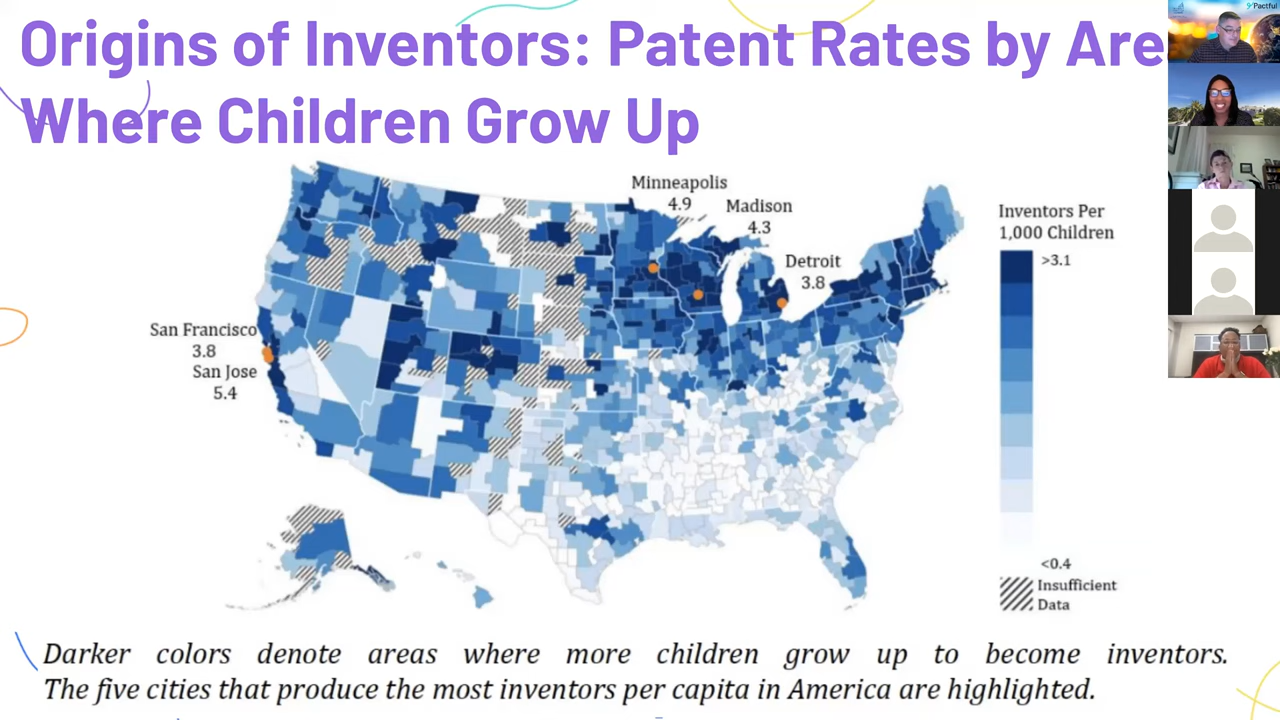 Origins of Inventors: Patent Rates by Are
Where Children Grow Up
Pactful
Minneapolis
4.9
Madison
4.3
Detroit
3.8
San Francisco
3.8
San Jose
5.4
Inventors Per
1,000 Children
>3.1
<0.4
Insufficient
Data
Darker colors denote areas where more children grow up to become inventors.
The five cities that produce the most inventors per capita in America are highlighted.